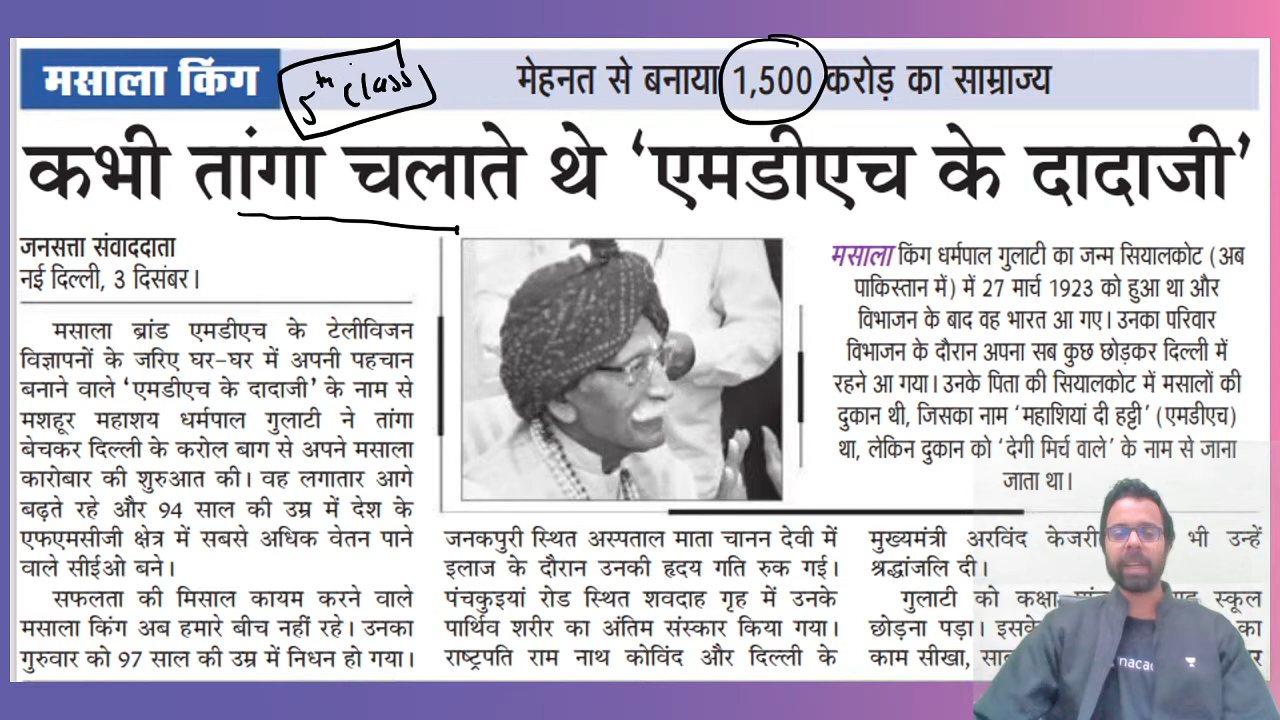 मसाला किंग
5th class
मेहनत से बनाया 1,500 करोड़ का साम्राज्य
कभी तांगा चलाते थे ‘एमडीएच के दादाजी’
जनसत्ता संवाददाता
नई दिल्ली, 3 दिसंबर।
मसाला ब्रांड एमडीएच के टेलीविजन
विज्ञापनों के जरिए घर-घर में अपनी पहचान
बनाने वाले ‘एमडीएच के दादाजी’ के नाम से
मशहूर महाशय धर्मपाल गुलाटी ने तांगा
बेचकर दिल्ली के करोल बाग से अपने मसाला
कारोबार की शुरुआत की। वह लगातार आगे
बढ़ते रहे और 94 साल की उम्र में देश के
एफएमसीजी क्षेत्र में सबसे अधिक वेतन पाने
वाले सीईओ बने।
सफलता की मिसाल कायम करने वाले
मसाला किंग अब हमारे बीच नहीं रहे। उनका
गुरुवार को 97 साल की उम्र में निधन हो गया।
मसाला किंग धर्मपाल गुलाटी का जन्म सियालकोट (अब
पाकिस्तान में) में 27 मार्च 1923 को हुआ था और
विभाजन के बाद वह भारत आ गए। उनका परिवार
विभाजन के दौरान अपना सब कुछ छोड़कर दिल्ली में
रहने आ गया। उनके पिता की सियालकोट में मसालों की
दुकान थी, जिसका नाम ‘महाशियां दी हट्टी’ (एमडीएच)
था, लेकिन दुकान को ‘देगी मिर्च वाले’ के नाम से जाना
जाता था।
जनकपुरी स्थित अस्पताल माता चानन देवी में
इलाज के दौरान उनकी हृदय गति रुक गई।
पंचकुइयां रोड स्थित शवदाह गृह में उनके
पार्थिव शरीर का अंतिम संस्कार किया गया।
राष्ट्रपति राम नाथ कोविंद और दिल्ली के
मुख्यमंत्री अरविंद भी उन्हें
श्रद्धांजलि दी।
गुलाटी को कक्षा स्कूल
छोड़ना पड़ा। का
काम सीखा,